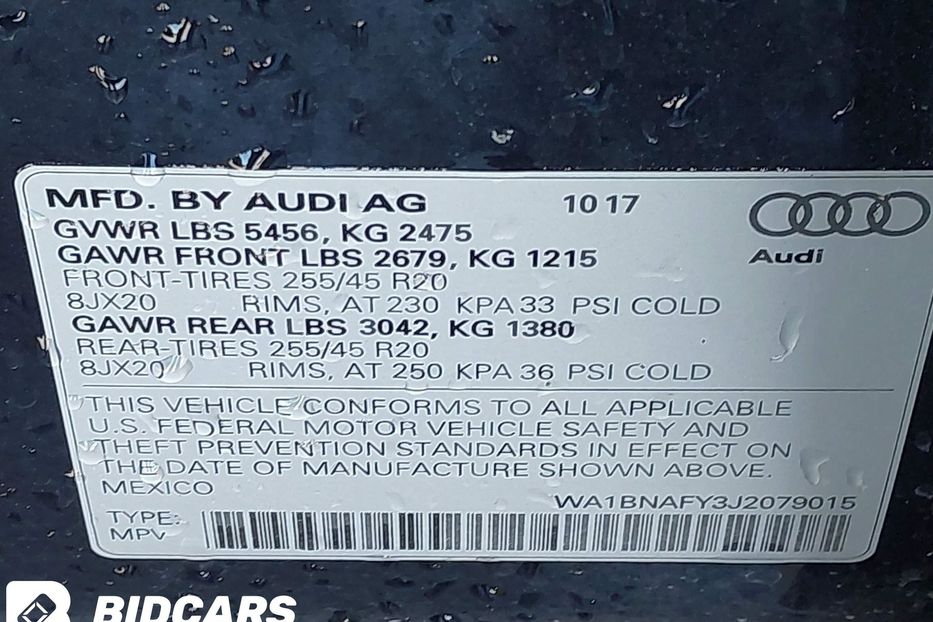 MFD. BY AUDI AG 10 17
GVWR LBS 5456, KG 2475
GAWR FRONT LBS 2679, KG 1215
Audi
FRONT-TIRES 255/45 R20
8JX20 RIMS, AT 230 KPA 33 PSI COLD
GAWR REAR LBS 3042, KG 1380
REAR-TIRES 255/45 R20
8JX20 RIMS, AT 250 KPA 36 PSI COLD
THIS VEHICLE CONFORMS TO ALL APPLICABLE
U.S. FEDERAL MOTOR VEHICLE SAFETY AND
THEFT PREVENTION STANDARDS IN EFFECT ON
THE DATE OF MANUFACTURE SHOWN ABOVE.
MEXICO WA1BNAFY3J2079015
TYPE:
MPV
BIDCARS